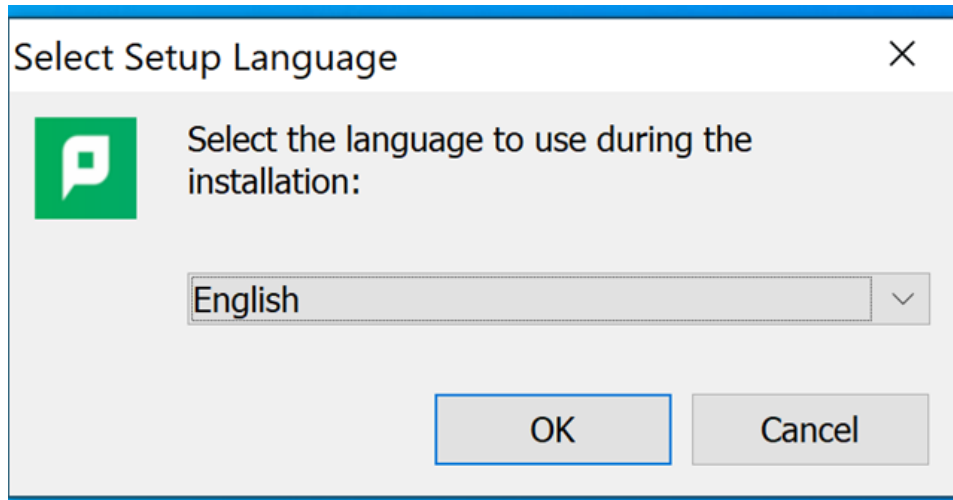 Select Setup Language
Select the language to use during the
installation:
English
OK
Cancel